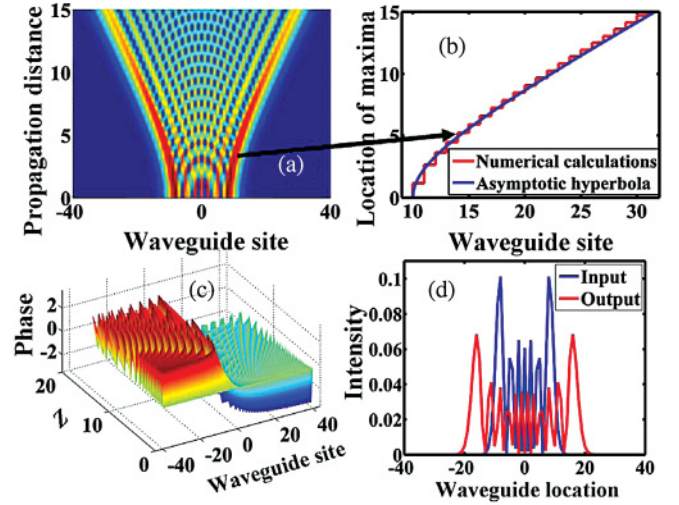 Propagation distance
15
10
5
0
-40
0
40
(a)
Waveguide site
Location of maxima
15
10
5
0
10
15
20
25
30
(b)
Numerical calculations
Asymptotic hyperbola
Waveguide site
(c)
Phase
2
0
-2
20
10
0
Z
-40
-20
0
20
40
Waveguide site
(d)
Intensity
0.1
0.08
0.06
0.04
0.02
0
-40
-20
0
20
40
Input
Output
Waveguide location